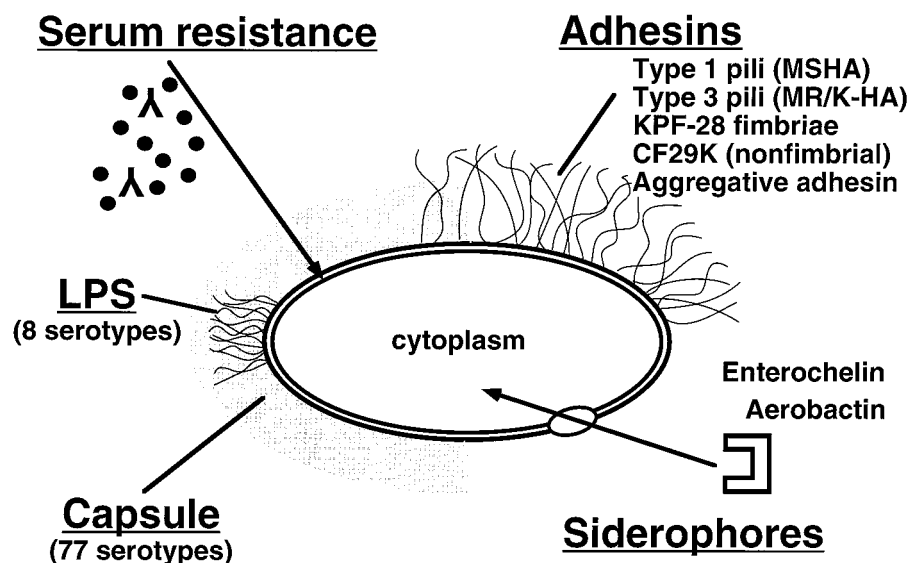 Serum resistance
Adhesins
Type 1 pili (MSHA)
Type 3 pili (MR/K-HA)
KPF-28 fimbriae
CF29K (nonfimbrial)
Aggregative adhesin
LPS
(8 serotypes)
cytoplasm
Enterochelin
Aerobactin
Capsule
(77 serotypes)
Siderophores